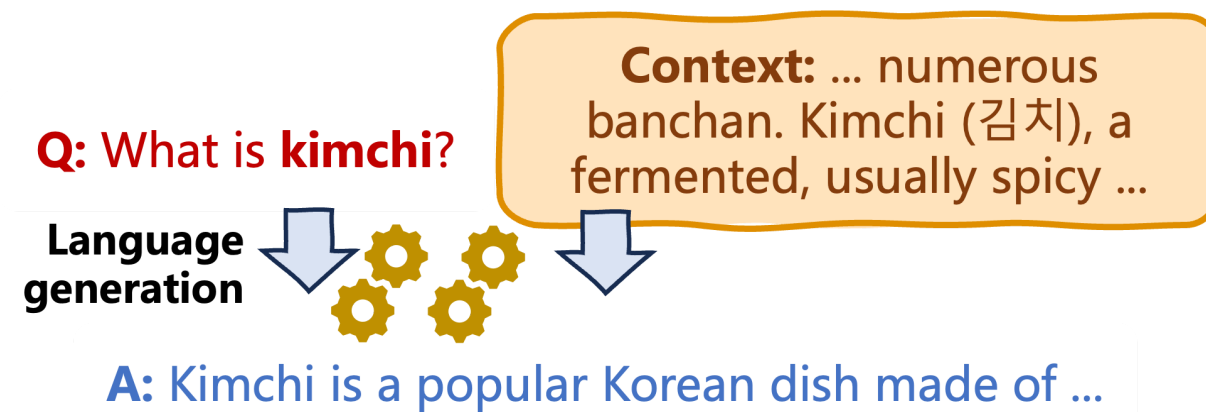 Q: What is kimchi?
Context: ... numerous
banchan. Kimchi (김치), a
fermented, usually spicy ...
Language
generation
A: Kimchi is a popular Korean dish made of ...